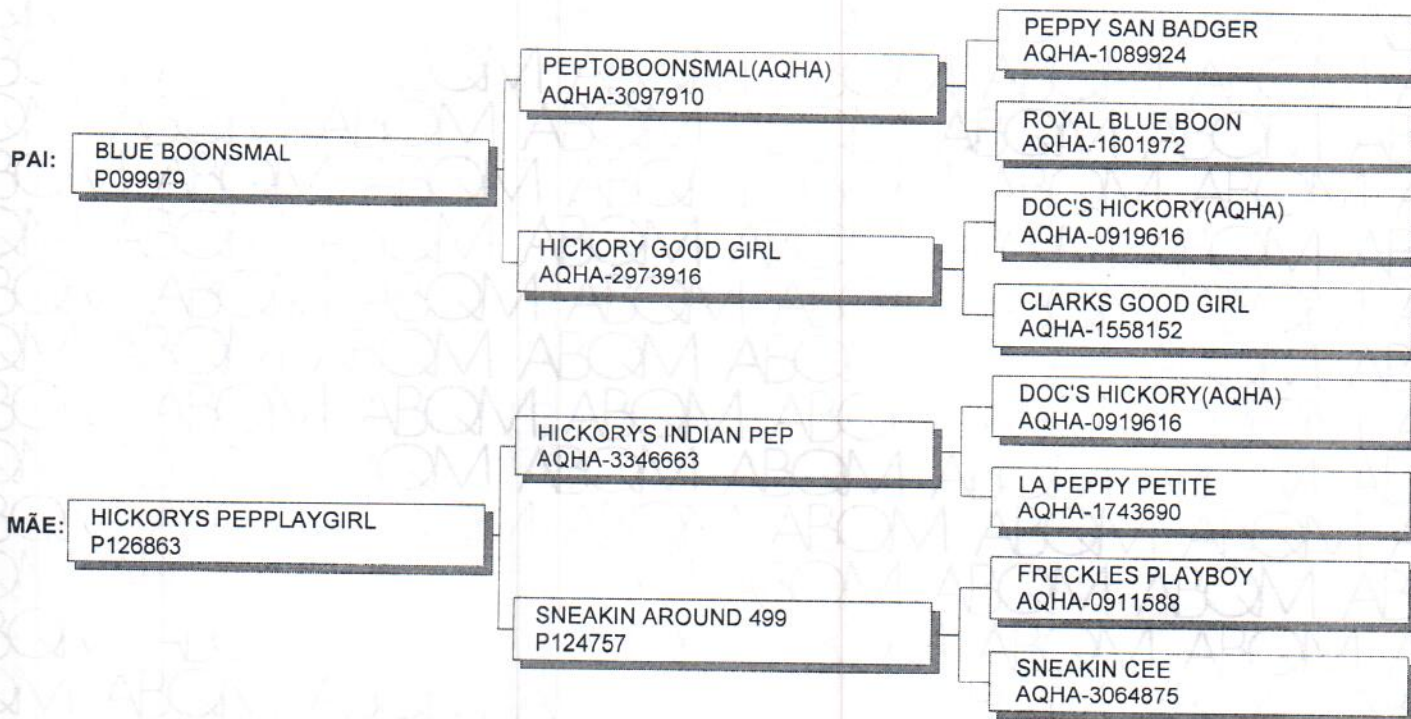 PAI:
BLUE BOONSMAL
P099979
PEPTOBOONSMAL(AQHA)
AQHA-3097910
PEPPY SAN BADGER
AQHA-1089924
ROYAL BLUE BOON
AQHA-1601972
HICKORY GOOD GIRL
AQHA-2973916
DOC'S HICKORY(AQHA)
AQHA-0919616
CLARKS GOOD GIRL
AQHA-1558152
MÃE:
HICKORYS PEPPLAYGIRL
P126863
HICKORYS INDIAN PEP
AQHA-3346663
DOC'S HICKORY(AQHA)
AQHA-0919616
LA PEPPY PETITE
AQHA-1743690
SNEAKIN AROUND 499
P124757
FRECKLES PLAYBOY
AQHA-0911588
SNEAKIN CEE
AQHA-3064875